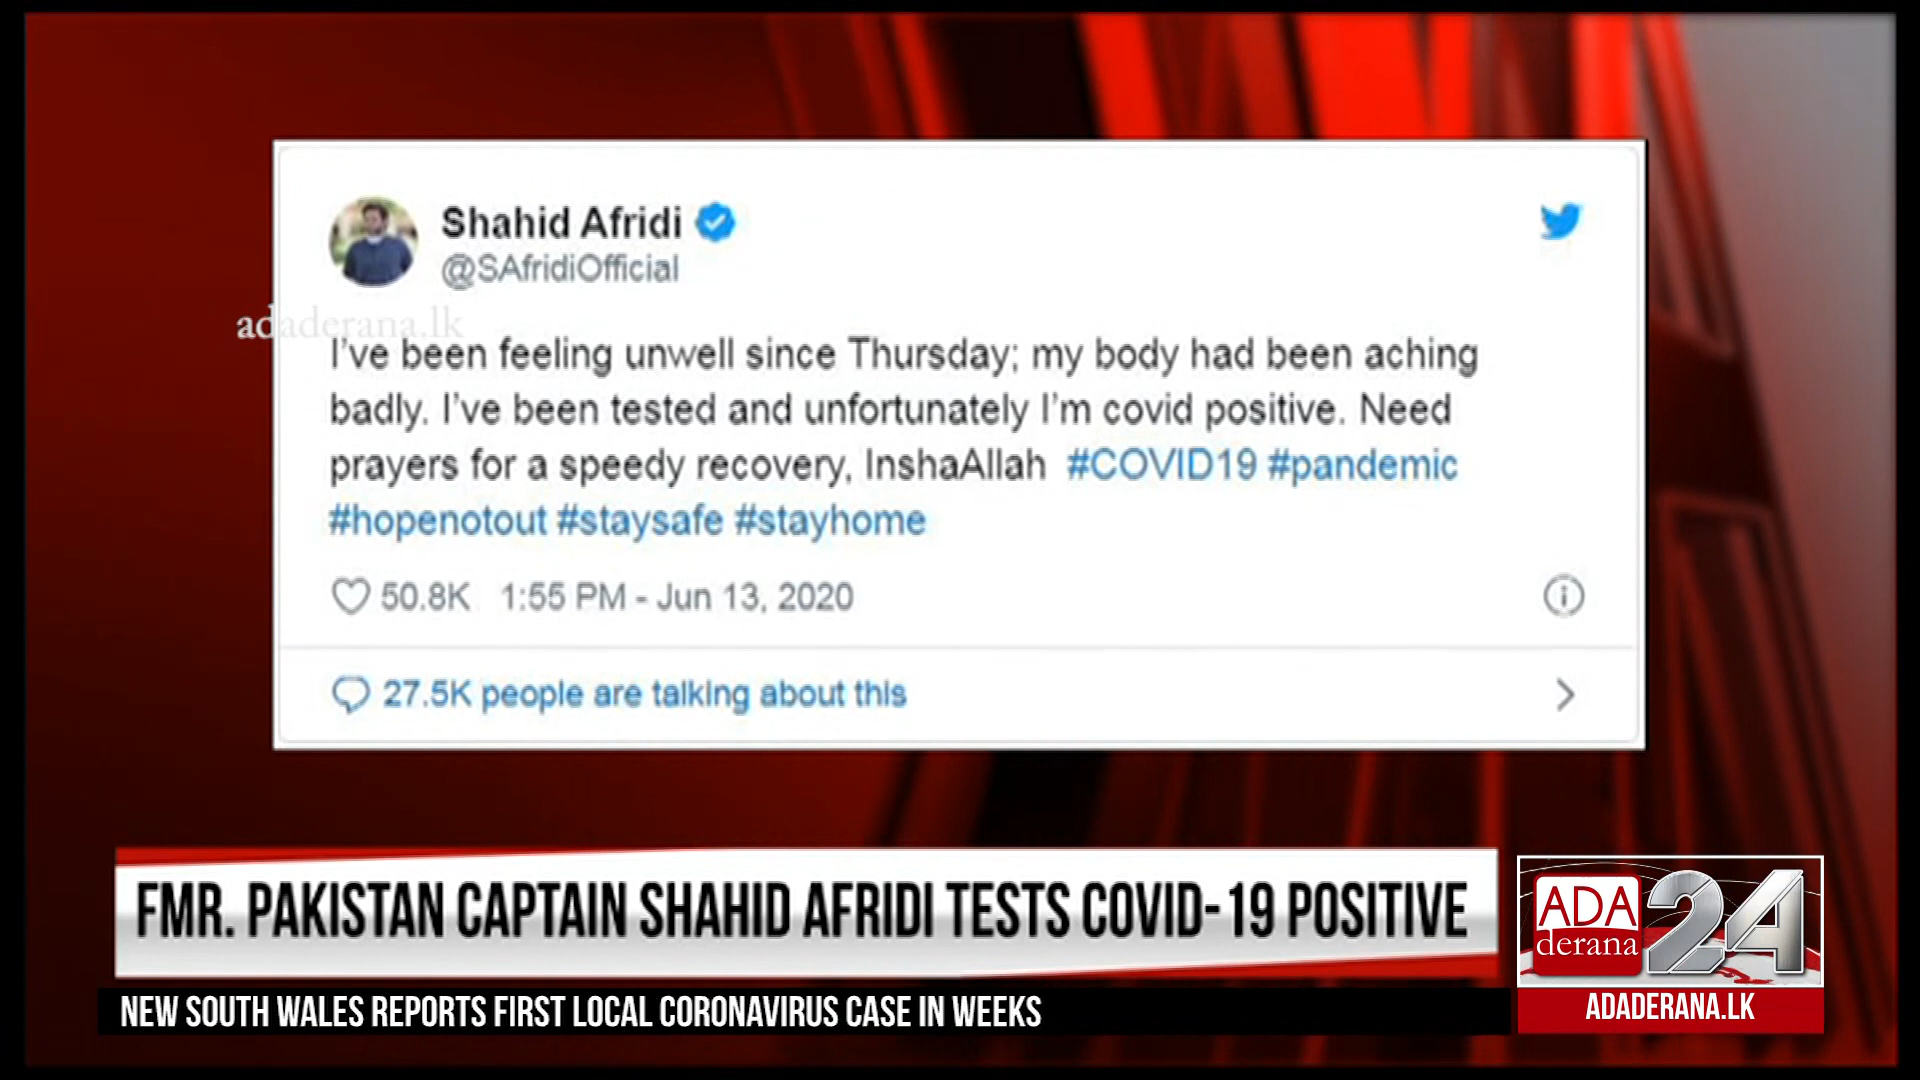 Shahid Afridi
@SAfridiOfficial
adaderana.lk
I've been feeling unwell since Thursday; my body had been aching
badly. I've been tested and unfortunately I'm covid positive. Need
prayers for a speedy recovery, InshaAllah #COVID19 #pandemic
#hopenotout #staysafe #stayhome
50.8K 1:55 PM - Jun 13, 2020
27.5K people are talking about this
FMR. PAKISTAN CAPTAIN SHAHID AFRIDI TESTS COVID-19 POSITIVE
NEW SOUTH WALES REPORTS FIRST LOCAL CORONAVIRUS CASE IN WEEKS
ADA
derana
24
ADADERANA.LK